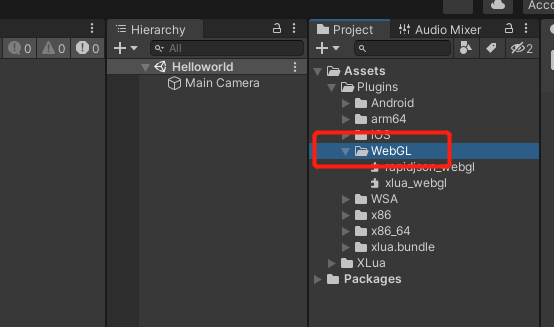 Acco
0 0 0
Hierarchy
All
Helloworld
Main Camera
Project Audio Mixer
2
Assets
Plugins
Android
arm64
iOS
WebGL
rapidjson_webgl
xlua_webgl
WSA
x86
x86_64
xlua.bundle
XLua
Packages